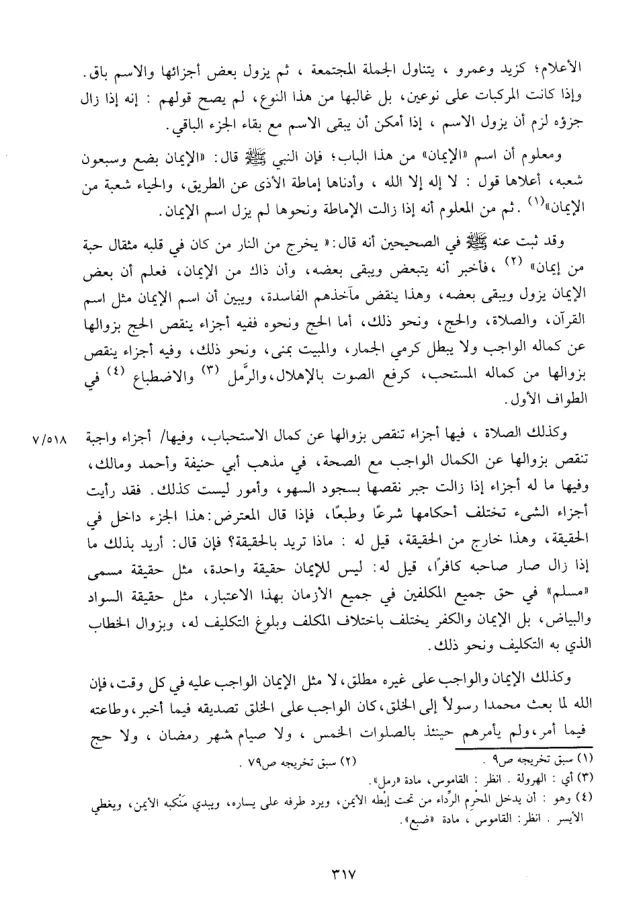 الأعلام؛ كزيد وعمرو ، يتناول الجملة المجتمعة ، ثم يزول بعض أجزائها والاسم باق.
وإذا كانت المركبات على نوعين، بل غالبها من هذا النوع، لم يصح قولهم : إنه إذا زال
جزؤه لزم أن يزول الاسم ، إذا أمكن أن يبقى الاسم مع بقاء الجزء الباقي.
ومعلوم أن اسم «الإيمان» من هذا الباب؛ فإن النبي ﷺ قال: «الإيمان بضع وسبعون
شعبه، أعلاها قول : لا إله إلا الله ، وأدناها إماطة الأذى عن الطريق، والحياء شعبة من
الإيمان»(١) .ثم من المعلوم أنه إذا زالت الإماطة ونحوها لم يزل اسم الإيمان.
وقد ثبت عنه ﷺ في الصحيحين أنه قال:« يخرج من النار من كان في قلبه مثقال حبة
من إيمان» (٢) ،فأخبر أنه يتبعض ويبقى بعضه، وأن ذاك من الإيمان، فعلم أن بعض
الإيمان يزول ويبقى بعضه، وهذا ينقض مآخذهم الفاسدة، ويبين أن اسم الإيمان مثل اسم
القرآن، والصلاة، والحج، ونحو ذلك، أما الحج ونحوه ففيه أجزاء ينقص الحج بزوالها
عن كماله الواجب ولا يبطل كرمي الجمار، والمبيت بمنى، ونحو ذلك، وفيه أجزاء ينقص
بزوالها من كماله المستحب، كرفع الصوت بالإهلال،والرَّمل (٣) والاضطباع (٤) في
الطواف الأول.
وكذلك الصلاة ، فيها أجزاء تنقص بزوالها عن كمال الاستحباب، وفيها/ أجزاء واجبة ٧/٥١٨
تنقص بزوالها عن الكمال الواجب مع الصحة، في مذهب أبي حنيفة وأحمد ومالك،
وفيها ما له أجزاء إذا زالت جبر نقصها بسجود السهو، وأمور ليست كذلك. فقد رأيت
أجزاء الشىء تختلف أحكامها شرعًا وطبعًا، فإذا قال المعترض:هذا الجزء داخل في
الحقيقة، وهذا خارج من الحقيقة، قيل له : ماذا تريد بالحقيقة؟ فإن قال: أريد بذلك ما
إذا زال صار صاحبه كافرًا، قيل له: ليس للإيمان حقيقة واحدة، مثل حقيقة مسمى
«مسلم» في حق جميع المكلفين في جميع الأزمان بهذا الاعتبار، مثل حقيقة السواد
والبياض، بل الإيمان والكفر يختلف باختلاف المكلف وبلوغ التكليف له، وبزوال الخطاب
الذي به التكليف ونحو ذلك.
وكذلك الإيمان والواجب على غيره مطلق،لا مثل الإيمان الواجب عليه في كل وقت،فإن
الله لما بعث محمدا رسولاً إلى الخلق،كان الواجب على الخلق تصديقه فيما أخبر،وطاعته
فيما أمر،ولم يأمرهم حينئذ بالصلوات الخمس ، ولا صيام شهر رمضان ، ولا حج
(١) سبق تخريجه ص٩ . (٢) سبق تخريجه ص٧٩ .
(٣) أي : الهرولة . انظر : القاموس، مادة «رمل».
(٤) وهو : أن يدخل المحْرِم الرِّداء من تحت إبْطه الأيمن، ويرد طرفه على يساره، ويبدي مَنْكبه الأيمن، ويغطي
الأيسر . انظر: القاموس ، مادة «ضبع».
٣١٧